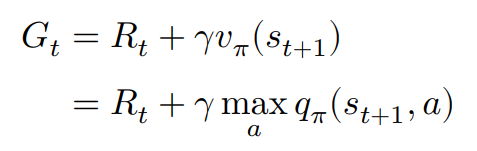 G_t = R_t + γv_π(s_{t+1})
= R_t + γ max_a q_π(s_{t+1}, a)